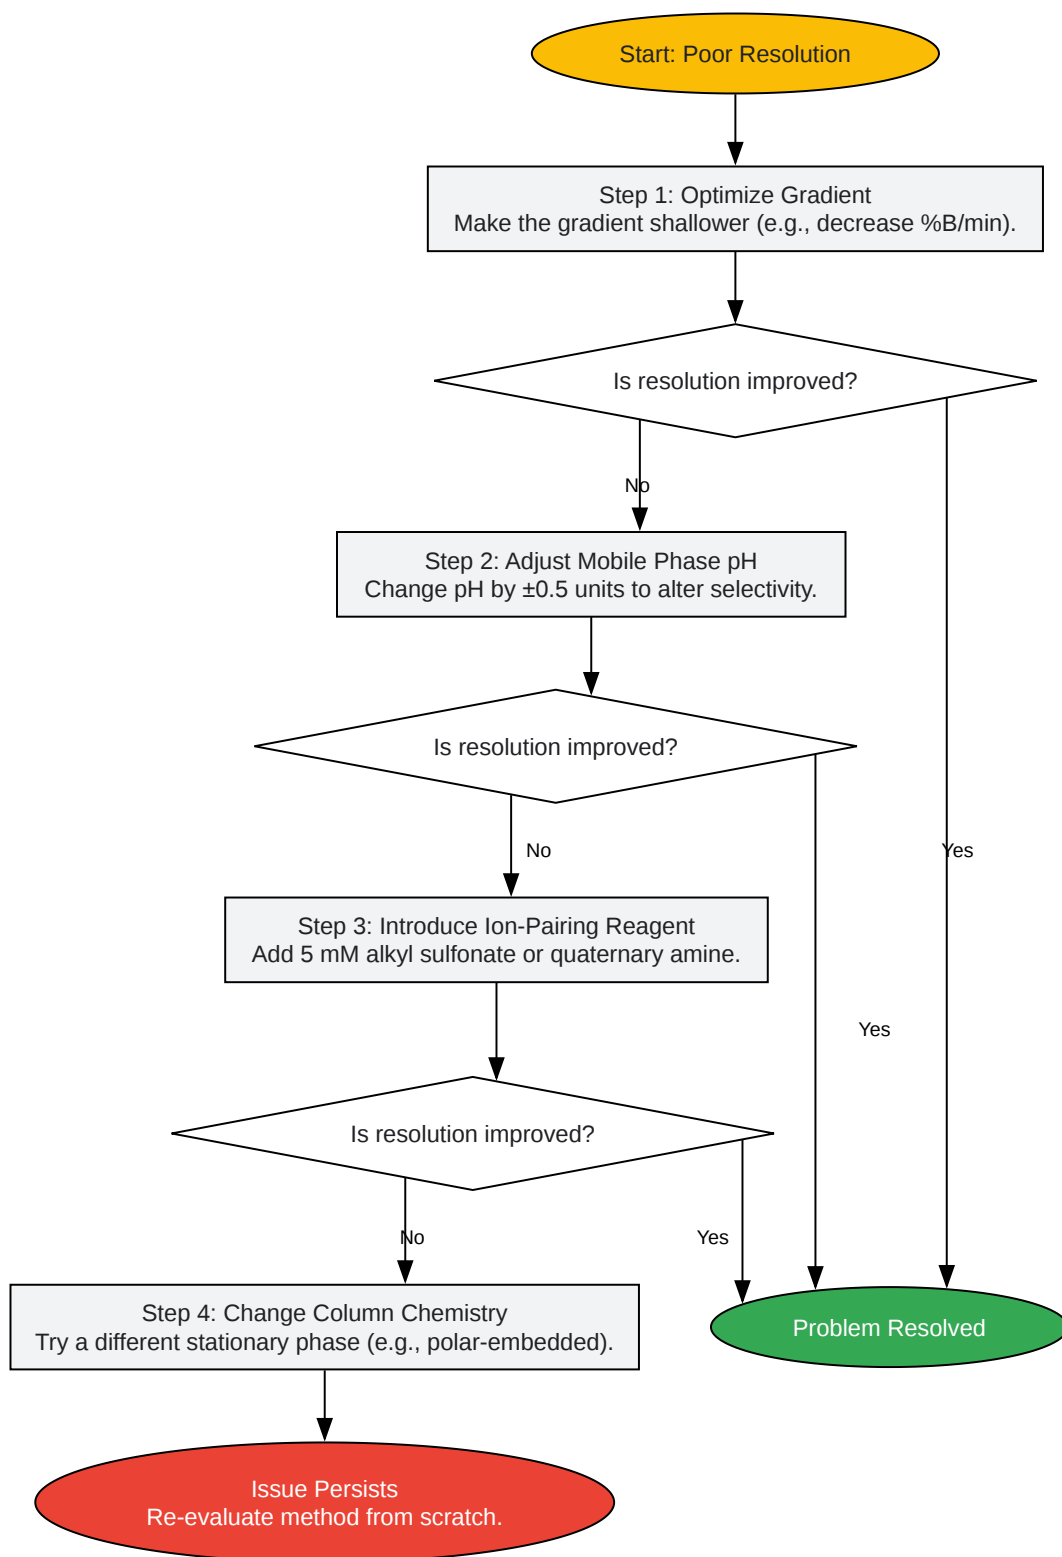 Start: Poor Resolution
Step 1: Optimize Gradient
Make the gradient shallower (e.g., decrease %B/min).
Is resolution improved?
No
Step 2: Adjust Mobile Phase pH
Change pH by ±0.5 units to alter selectivity.
Is resolution improved?
No
Yes
Step 3: Introduce Ion-Pairing Reagent
Add 5 mM alkyl sulfonate or quaternary amine.
Yes
Is resolution improved?
No
Yes
Step 4: Change Column Chemistry
Try a different stationary phase (e.g., polar-embedded).
Problem Resolved
Issue Persists
Re-evaluate method from scratch.